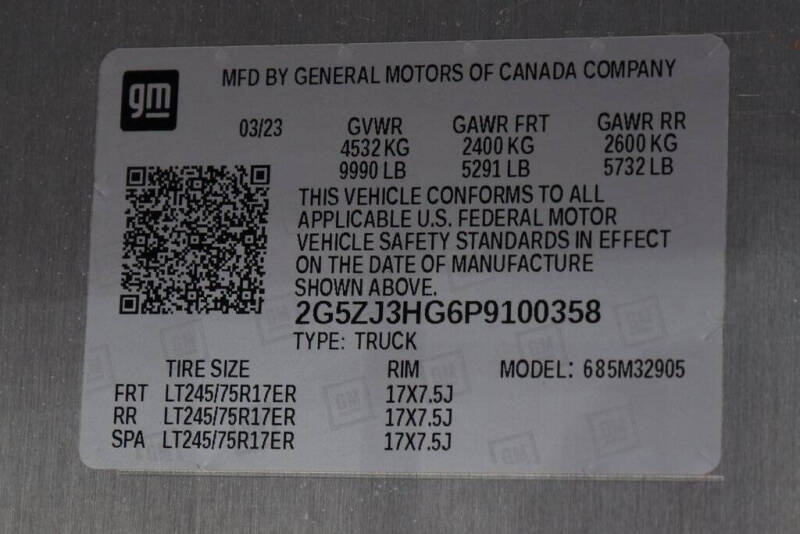 gm
MFD BY GENERAL MOTORS OF CANADA COMPANY
03/23 GVWR GAWR FRT GAWR RR
4532 KG 2400 KG 2600 KG
9990 LB 5291 LB 5732 LB
THIS VEHICLE CONFORMS TO ALL
APPLICABLE U.S. FEDERAL MOTOR
VEHICLE SAFETY STANDARDS IN EFFECT
ON THE DATE OF MANUFACTURE
SHOWN ABOVE.
2G5ZJ3HG6P9100358
TYPE: TRUCK
TIRE SIZE RIM MODEL: 685M32905
FRT LT245/75R17ER 17X7.5J
RR LT245/75R17ER 17X7.5J
SPA LT245/75R17ER 17X7.5J